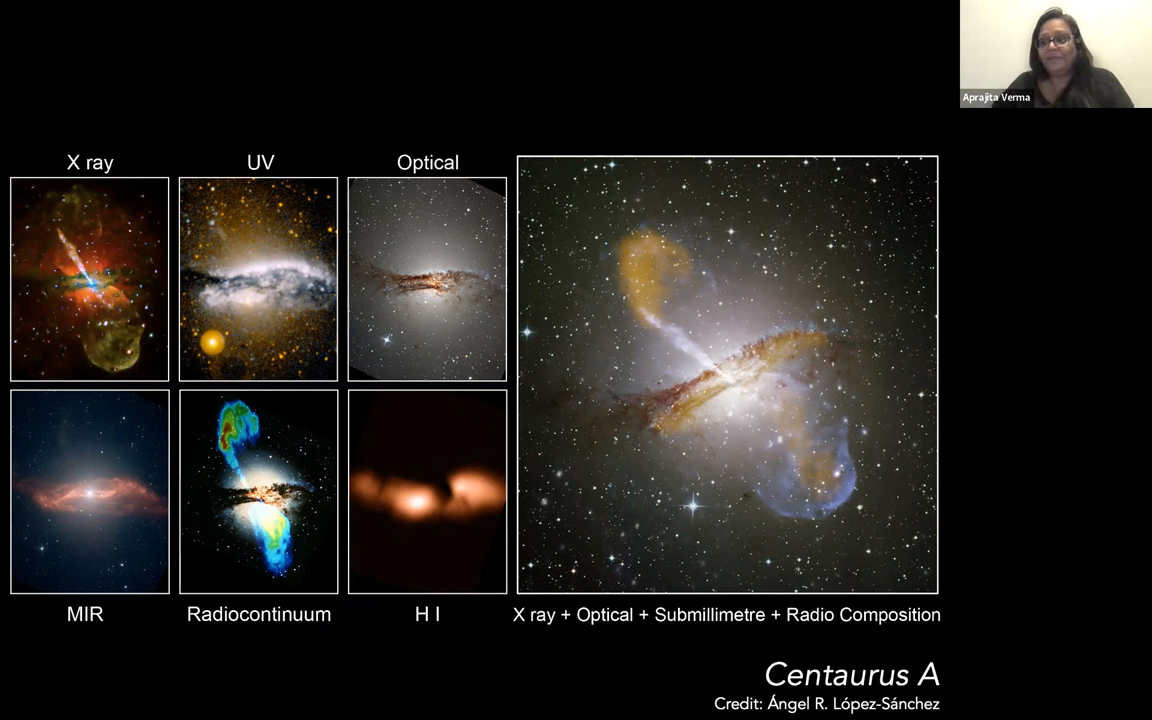 Aprajita Verma
X ray
UV
Optical
MIR
Radiocontinuum
H I
X ray + Optical + Submillimetre + Radio Composition
Centaurus A
Credit: Ángel R. López-Sánchez